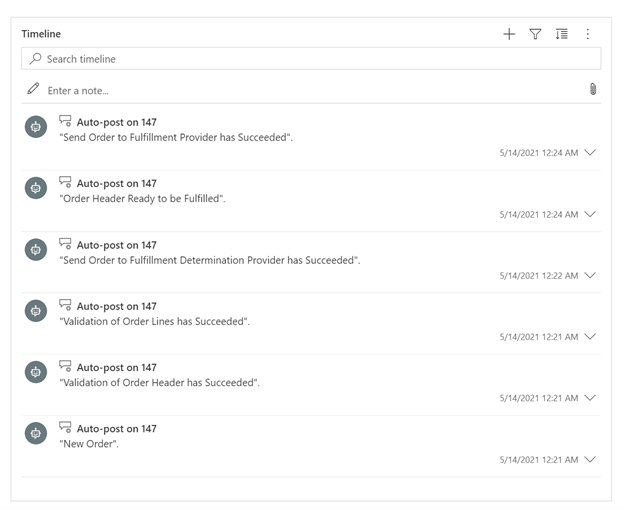 Timeline
Search timeline
Enter a note...
Auto-post on 147
"Send Order to Fulfillment Provider has Succeeded".
5/14/2021 12:24 AM
Auto-post on 147
"Order Header Ready to be Fulfilled".
5/14/2021 12:24 AM
Auto-post on 147
"Send Order to Fulfillment Determination Provider has Succeeded".
5/14/2021 12:22 AM
Auto-post on 147
"Validation of Order Lines has Succeeded".
5/14/2021 12:21 AM
Auto-post on 147
"Validation of Order Header has Succeeded".
5/14/2021 12:21 AM
Auto-post on 147
"New Order".
5/14/2021 12:21 AM